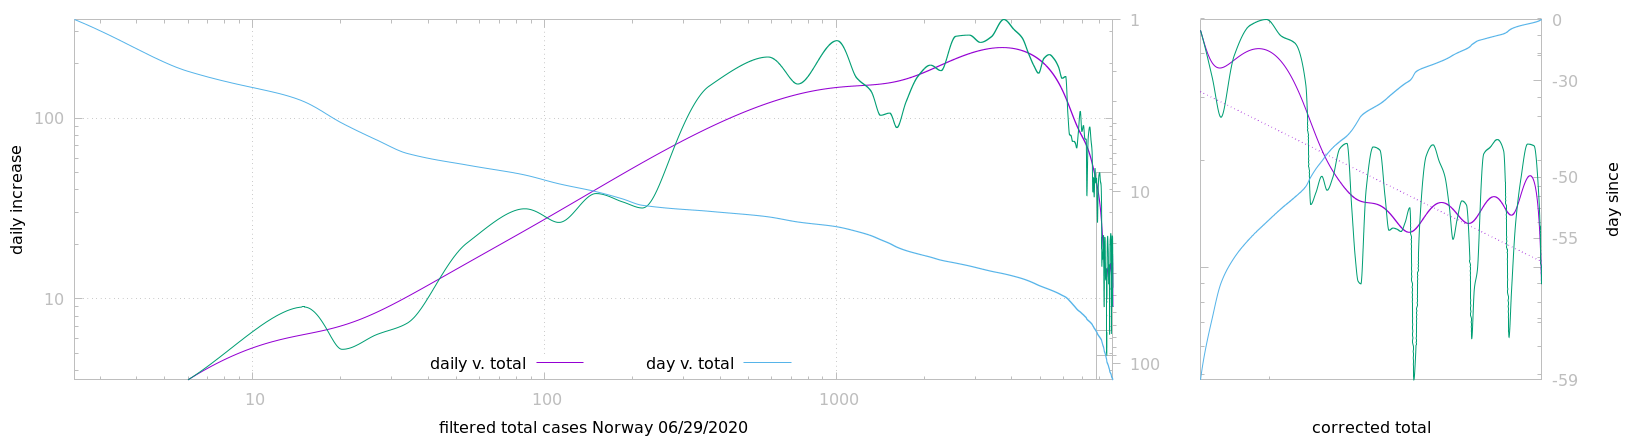 1
0
-30
-50
-55
-59
100
10
10
100
daily increase
day since
daily v. total
day v. total
10
100
1000
filtered total cases Norway 06/29/2020
corrected total